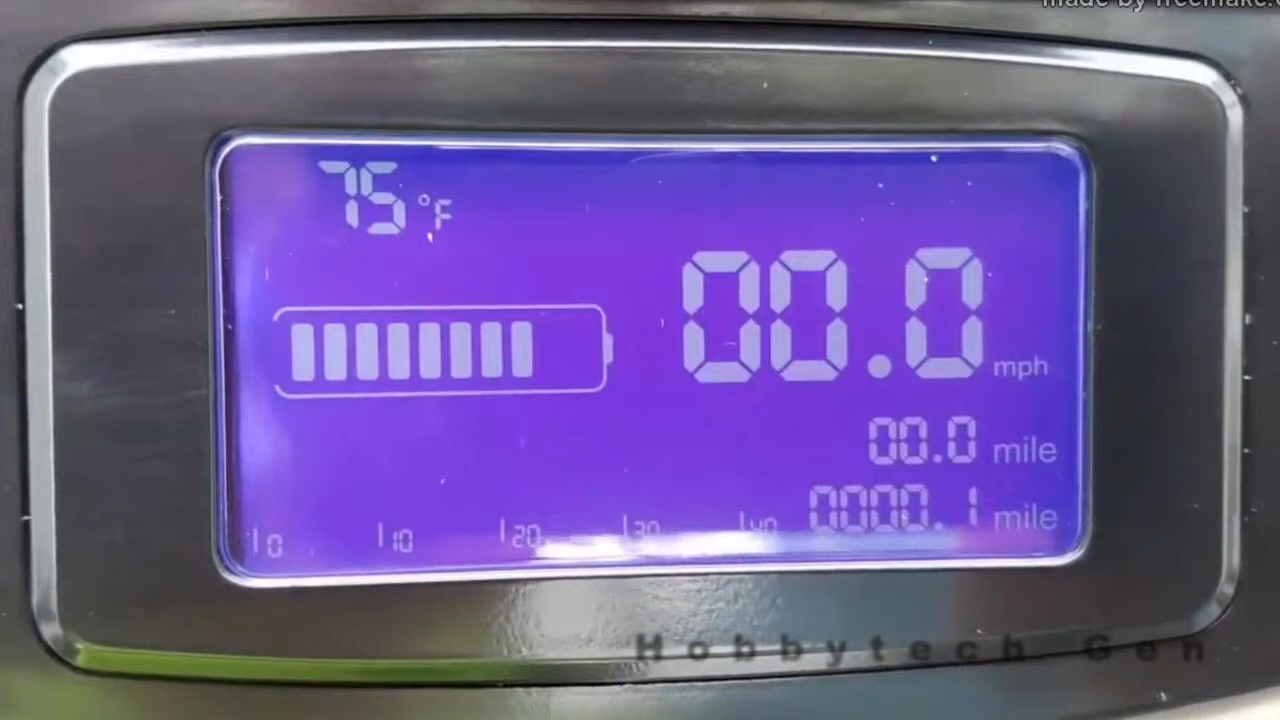 made by freemake.c
75 °F
00.0 mph
00.0 mile
0000.1 mile
0 10 20 30 40
Hobbytech Gen